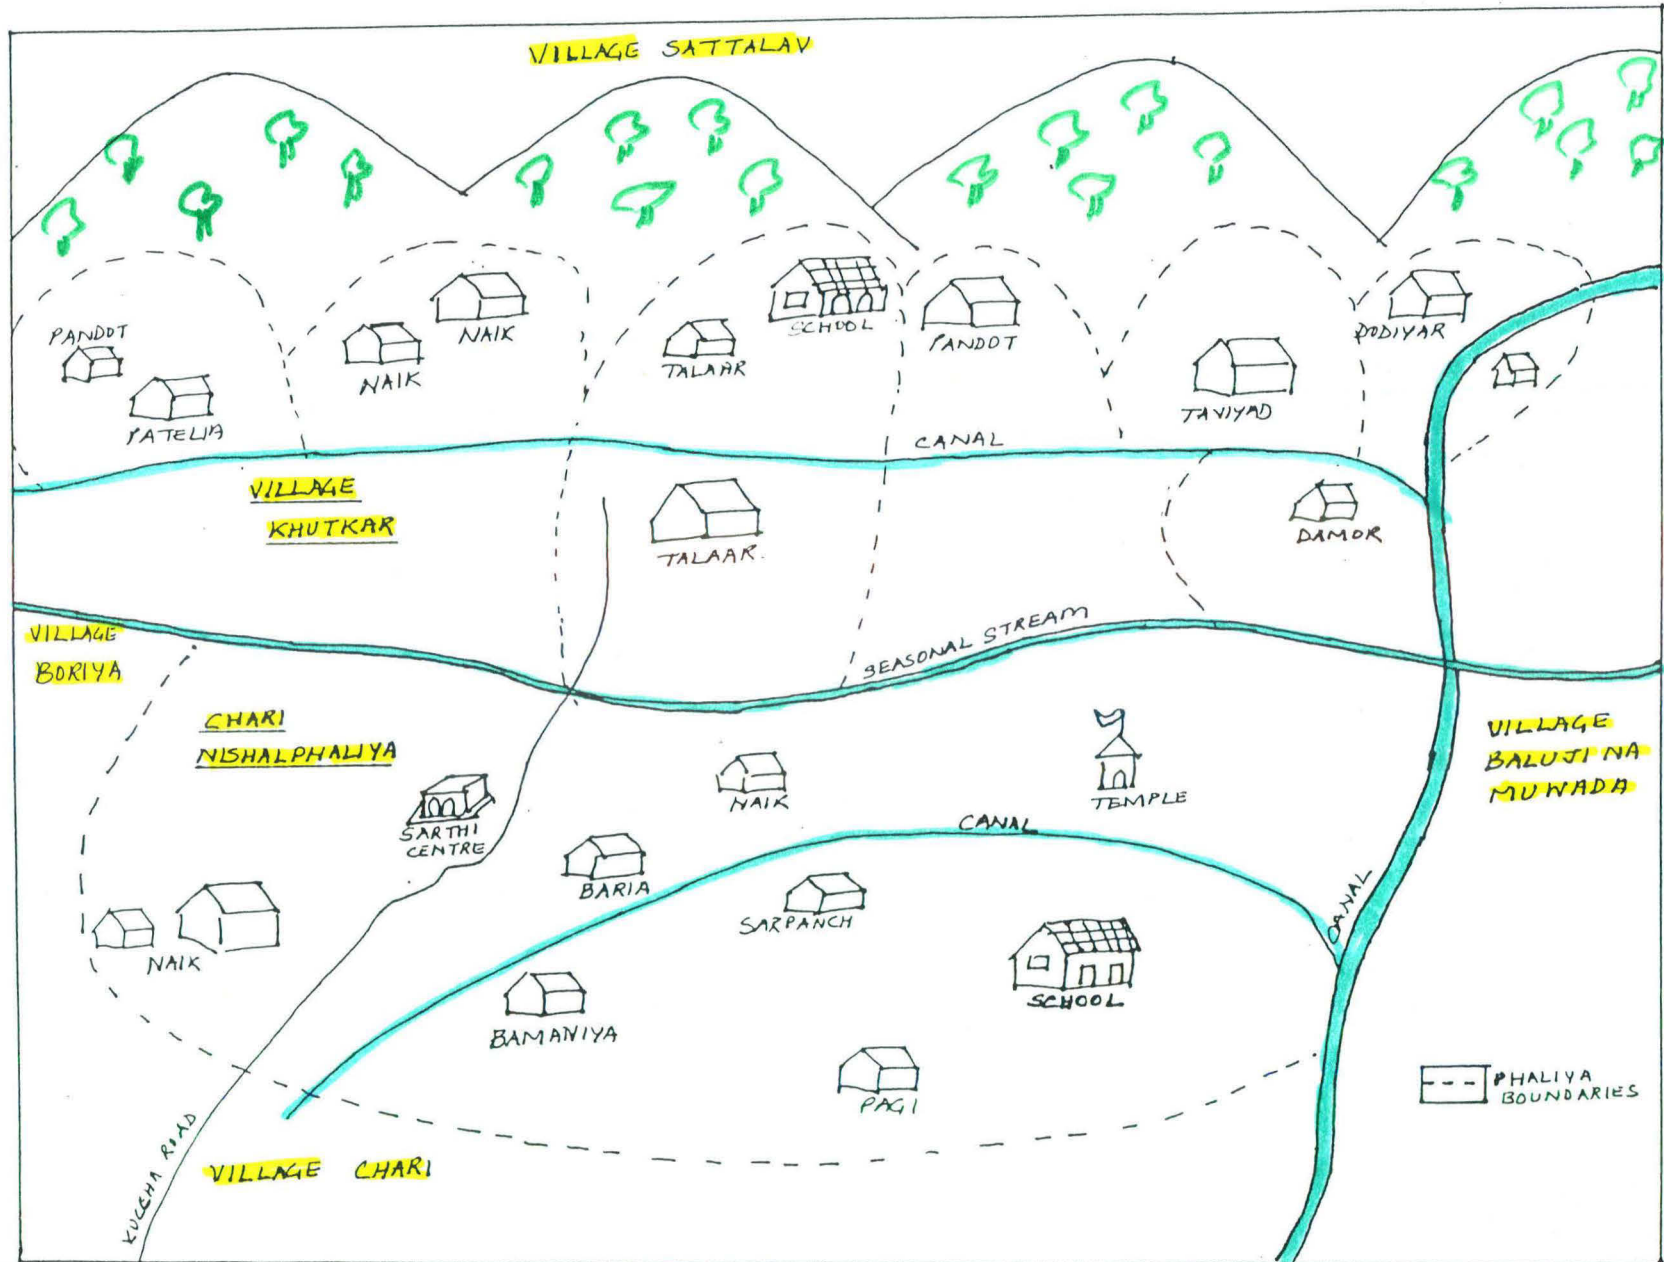 VILLAGE SATTALAV
PANDOT
PATELIA
NAIK
NAIK
TALAAR
SCHOOL
PANDOT
TAVIYAD
DODIYAR
CANAL
VILLAGE
KHUTKAR
TALAAR.
DAMOR
VILLAGE
BORIYA
SEASONAL STREAM
CHARI
NISHALPHALIYA
SARTHI
CENTRE
NAIK
TEMPLE
VILLAGE
BALUJI NA
MUWADA
CANAL
BARIA
SARPANCH
CANAL
NAIK
SCHOOL
BAMANIYA
PAGI
PHALIYA
BOUNDARIES
KUCCHA ROAD
VILLAGE CHARI